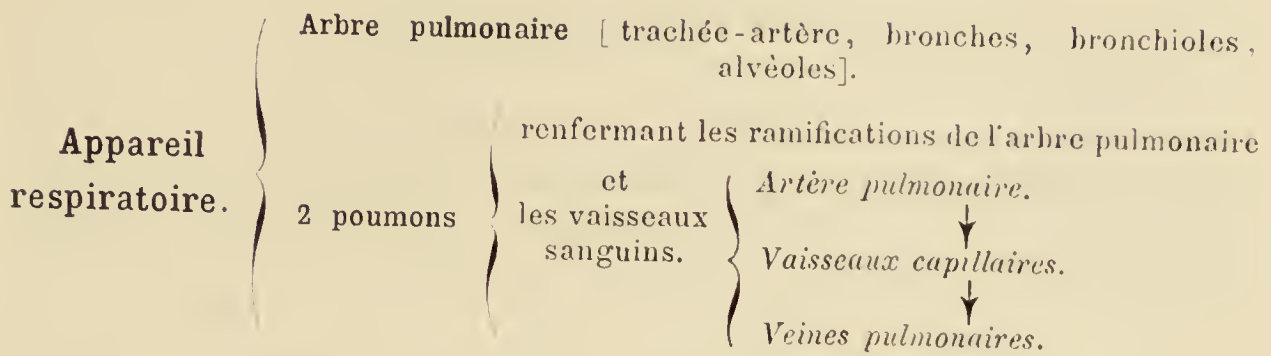 Arbre pulmonaire [ trachée-artère, bronches, bronchioles,
alvèoles].
Appareil
respiratoire.
2 poumons
renfermant les ramifications de l'arbre pulmonaire
et
les vaisseaux
sanguins.
Artère pulmonaire.
Vaisseaux capillaires.
Veines pulmonaires.